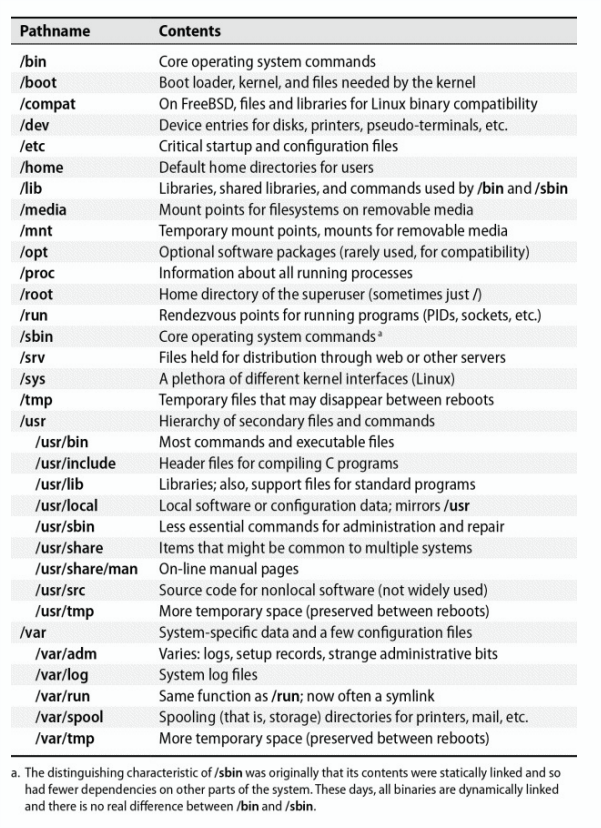 Pathname Contents
/bin Core operating system commands
/boot Boot loader, kernel, and files needed by the kernel
/compat On FreeBSD, files and libraries for Linux binary compatibility
/dev Device entries for disks, printers, pseudo-terminals, etc.
/etc Critical startup and configuration files
/home Default home directories for users
/lib Libraries, shared libraries, and commands used by /bin and /sbin
/media Mount points for filesystems on removable media
/mnt Temporary mount points, mounts for removable media
/opt Optional software packages (rarely used, for compatibility)
/proc Information about all running processes
/root Home directory of the superuser (sometimes just /)
/run Rendezvous points for running programs (PIDs, sockets, etc.)
/sbin Core operating system commands a
/srv Files held for distribution through web or other servers
/sys A plethora of different kernel interfaces (Linux)
/tmp Temporary files that may disappear between reboots
/usr Hierarchy of secondary files and commands
/usr/bin Most commands and executable files
/usr/include Header files for compiling C programs
/usr/lib Libraries; also, support files for standard programs
/usr/local Local software or configuration data; mirrors /usr
/usr/sbin Less essential commands for administration and repair
/usr/share Items that might be common to multiple systems
/usr/share/man On-line manual pages
/usr/src Source code for nonlocal software (not widely used)
/usr/tmp More temporary space (preserved between reboots)
/var System-specific data and a few configuration files
/var/adm Varies: logs, setup records, strange administrative bits
/var/log System log files
/var/run Same function as /run; now often a symlink
/var/spool Spooling (that is, storage) directories for printers, mail, etc.
/var/tmp More temporary space (preserved between reboots)
a. The distinguishing characteristic of /sbin was originally that its contents were statically linked and so
had fewer dependencies on other parts of the system. These days, all binaries are dynamically linked
and there is no real difference between /bin and /sbin.